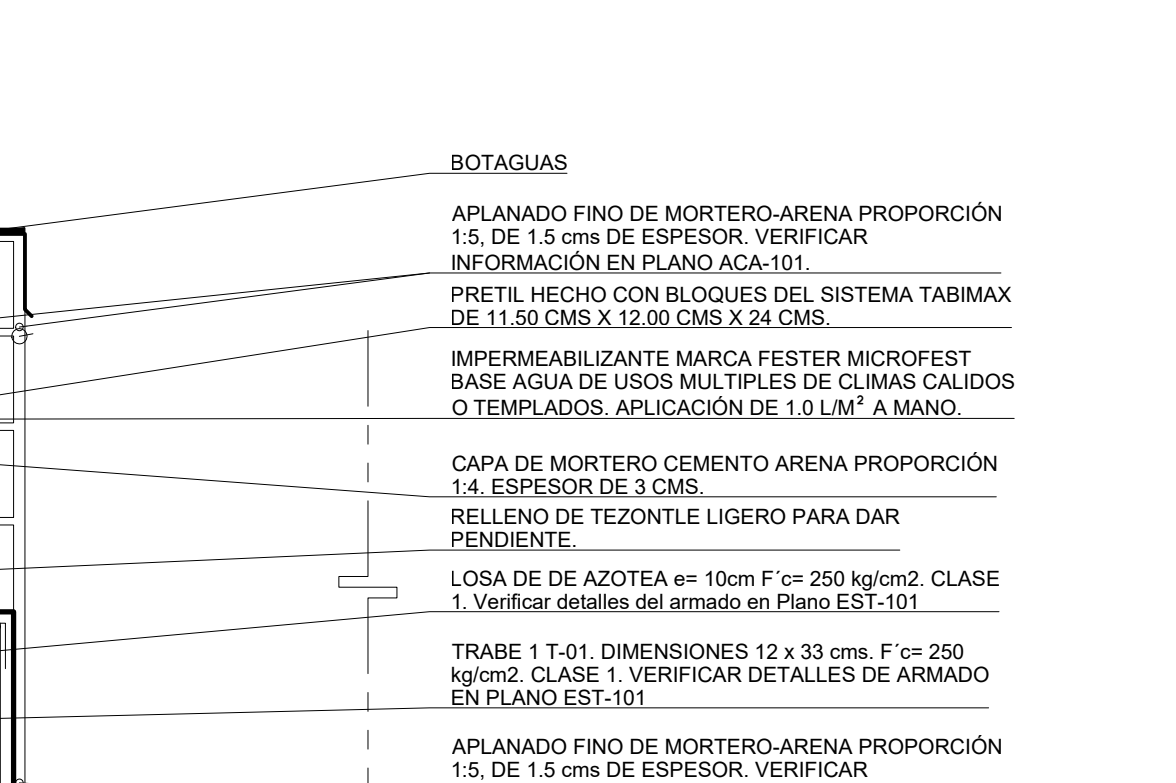 BOTAGUAS
APLANADO FINO DE MORTERO-ARENA PROPORCIÓN
1:5, DE 1.5 cms DE ESPESOR. VERIFICAR
INFORMACIÓN EN PLANO ACA-101.
PRETIL HECHO CON BLOQUES DEL SISTEMA TABIMAX
DE 11.50 CMS X 12.00 CMS X 24 CMS.
IMPERMEABILIZANTE MARCA FESTER MICROFEST
BASE AGUA DE USOS MULTIPLES DE CLIMAS CALIDOS
O TEMPLADOS. APLICACIÓN DE 1.0 L/M² A MANO.
CAPA DE MORTERO CEMENTO ARENA PROPORCIÓN
1:4. ESPESOR DE 3 CMS.
RELLENO DE TEZONTLE LIGERO PARA DAR
PENDIENTE.
LOSA DE DE AZOTEA e= 10cm F´c= 250 kg/cm2. CLASE
1. Verificar detalles del armado en Plano EST-101
TRABE 1 T-01. DIMENSIONES 12 x 33 cms. F´c= 250
kg/cm2. CLASE 1. VERIFICAR DETALLES DE ARMADO
EN PLANO EST-101
APLANADO FINO DE MORTERO-ARENA PROPORCIÓN
1:5, DE 1.5 cms DE ESPESOR. VERIFICAR